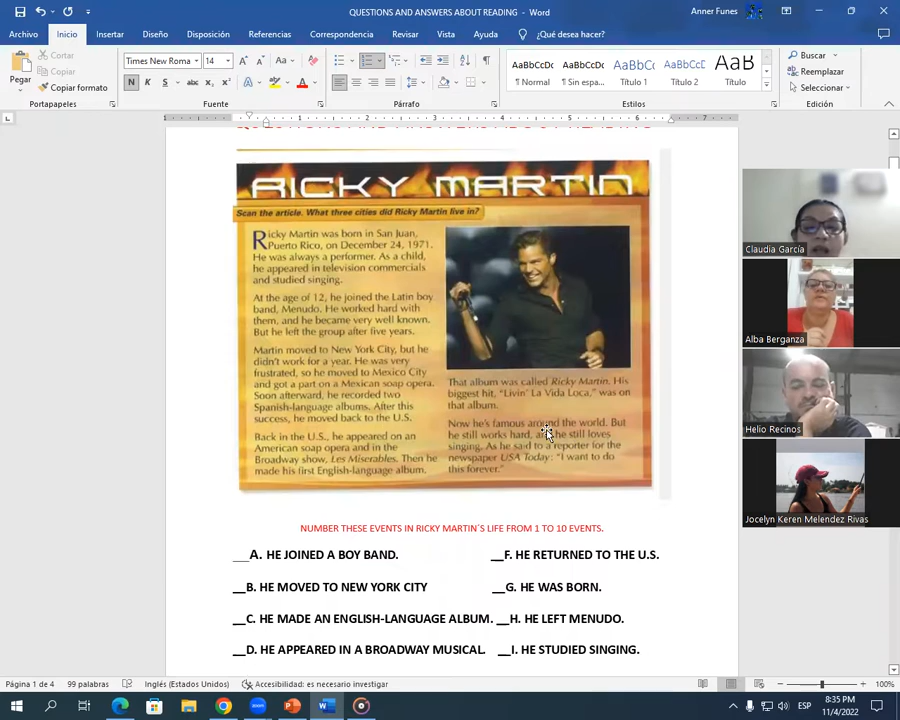 QUESTIONS AND ANSWERS ABOUT READING - Word
Anner Funes
Archivo Inicio Insertar Diseño Disposición Referencias Correspondencia Revisar Vista Ayuda ¿Qué desea hacer?
Pegar
Cortar
Copiar
Copiar formato
Portapapeles
Times New Roma 14
Fuente
Párrafo
AaBbCcDc AaBbCcDc AaBbC AaBbCcD AaB
¶ Normal ¶ Sin espa... Título 1 Título 2 Título
Estilos
Buscar
Reemplazar
Seleccionar
Edición
QUESTIONS AND ANSWERS ABOUT READING
RICKY MARTIN
Scan the article. What three cities did Ricky Martin live in?
Ricky Martin was born in San Juan,
Puerto Rico, on December 24, 1971.
He was always a performer. As a child,
he appeared in television commercials
and studied singing.
At the age of 12, he joined the Latin boy
band, Menudo. He worked hard with
them, and he became very well known.
But he left the group after five years.
Martin moved to New York City, but he
didn't work for a year. He was very
frustrated, so he moved to Mexico City
and got a part on a Mexican soap opera.
Soon afterward, he recorded two
Spanish-language albums. After this
success, he moved back to the U.S.
Back in the U.S., he appeared on an
American soap opera and in the
Broadway show, Les Miserables. Then he
made his first English-language album.
That album was called Ricky Martin. His
biggest hit, "Livin' La Vida Loca," was on
that album.
Now he's famous around the world. But
he still works hard, and he still loves
singing. As he said to a reporter for the
newspaper USA Today: "I want to do
this forever."
NUMBER THESE EVENTS IN RICKY MARTIN´S LIFE FROM 1 TO 10 EVENTS.
__A. HE JOINED A BOY BAND. __F. HE RETURNED TO THE U.S.
__B. HE MOVED TO NEW YORK CITY __G. HE WAS BORN.
__C. HE MADE AN ENGLISH-LANGUAGE ALBUM. __H. HE LEFT MENUDO.
__D. HE APPEARED IN A BROADWAY MUSICAL. __I. HE STUDIED SINGING.
Claudia García
Alba Berganza
Helio Recinos
Jocelyn Keren Melendez Rivas
Página 1 de 4 99 palabras Inglés (Estados Unidos) Accesibilidad: es necesario investigar 100%
ESP
8:35 PM
11/4/2022